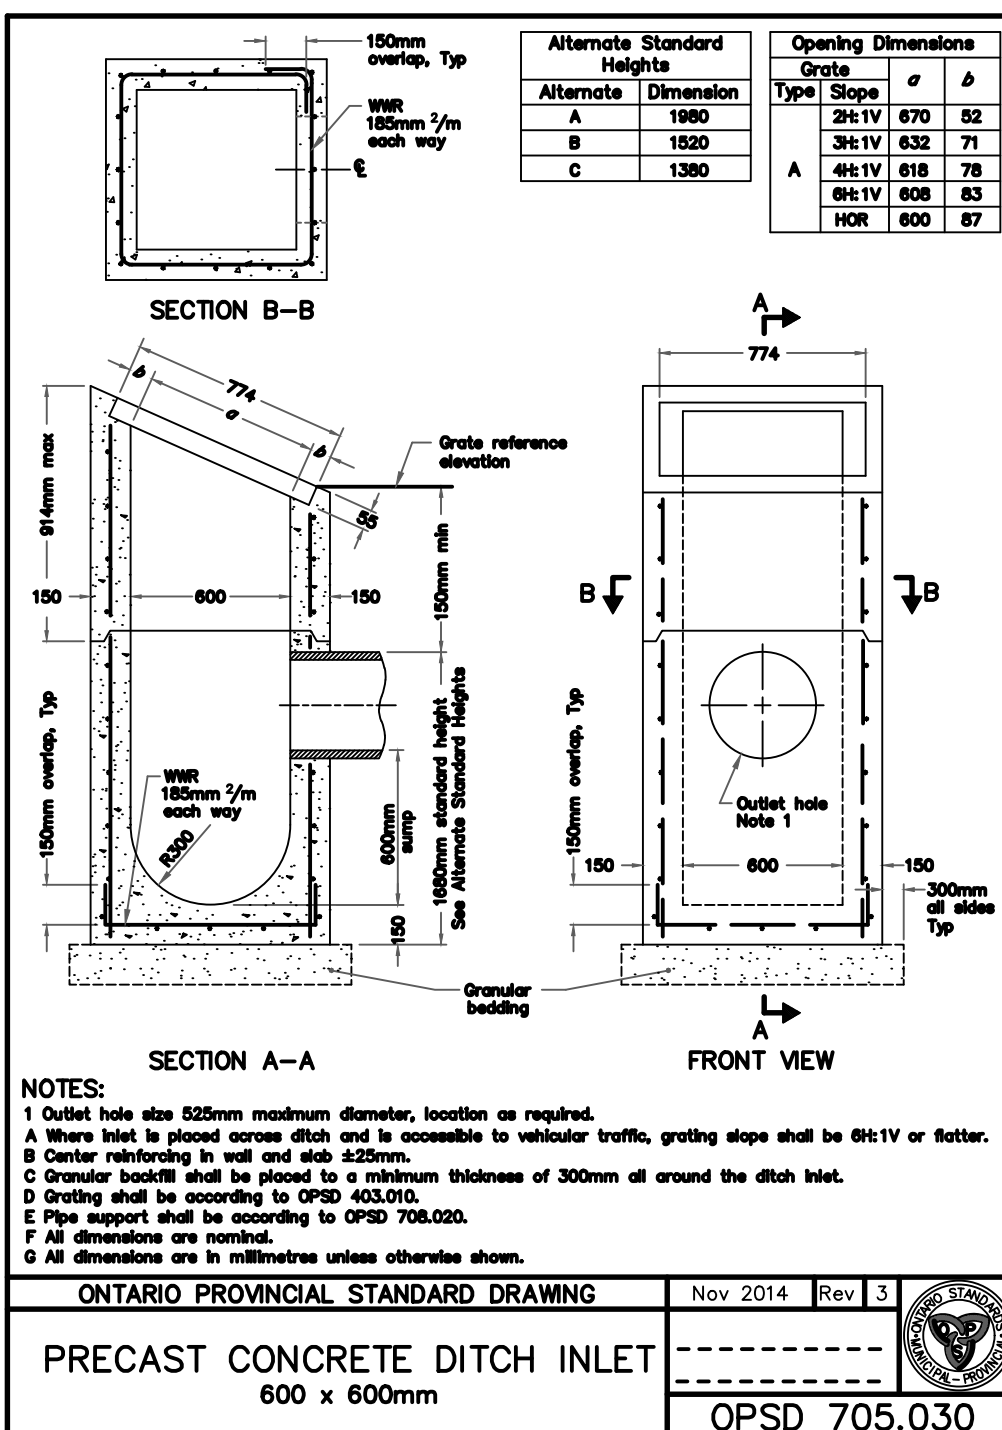 150mm
overlap, Typ
WWR
185mm 2/m
each way
℄
SECTION B-B
Alternate Standard
Heights
Alternate Dimension
A 1980
B 1520
C 1380
Opening Dimensions
Grate a b
Type Slope
A
2H:1V 670 52
3H:1V 632 71
4H:1V 618 78
6H:1V 608 83
HOR 600 87
b
774
a
b
Grate reference
elevation
914mm max
55
150mm min
150 600 150
150mm overlap, Typ
WWR
185mm 2/m
each way
R300
600mm
sump
1680mm standard height
See Alternate Standard Heights
150
Granular
bedding
SECTION A-A
A
774
B B
150mm overlap, Typ
Outlet hole
Note 1
150 600 150
300mm
all sides
Typ
A
FRONT VIEW
NOTES:
1 Outlet hole size 525mm maximum diameter, location as required.
A Where inlet is placed across ditch and is accessible to vehicular traffic, grating slope shall be 6H:1V or flatter.
B Center reinforcing in wall and slab ±25mm.
C Granular backfill shall be placed to a minimum thickness of 300mm all around the ditch inlet.
D Grating shall be according to OPSD 403.010.
E Pipe support shall be according to OPSD 708.020.
F All dimensions are nominal.
G All dimensions are in millimetres unless otherwise shown.
ONTARIO PROVINCIAL STANDARD DRAWING
Nov 2014 Rev 3
PRECAST CONCRETE DITCH INLET
600 x 600mm
OPSD 705.030
OPS